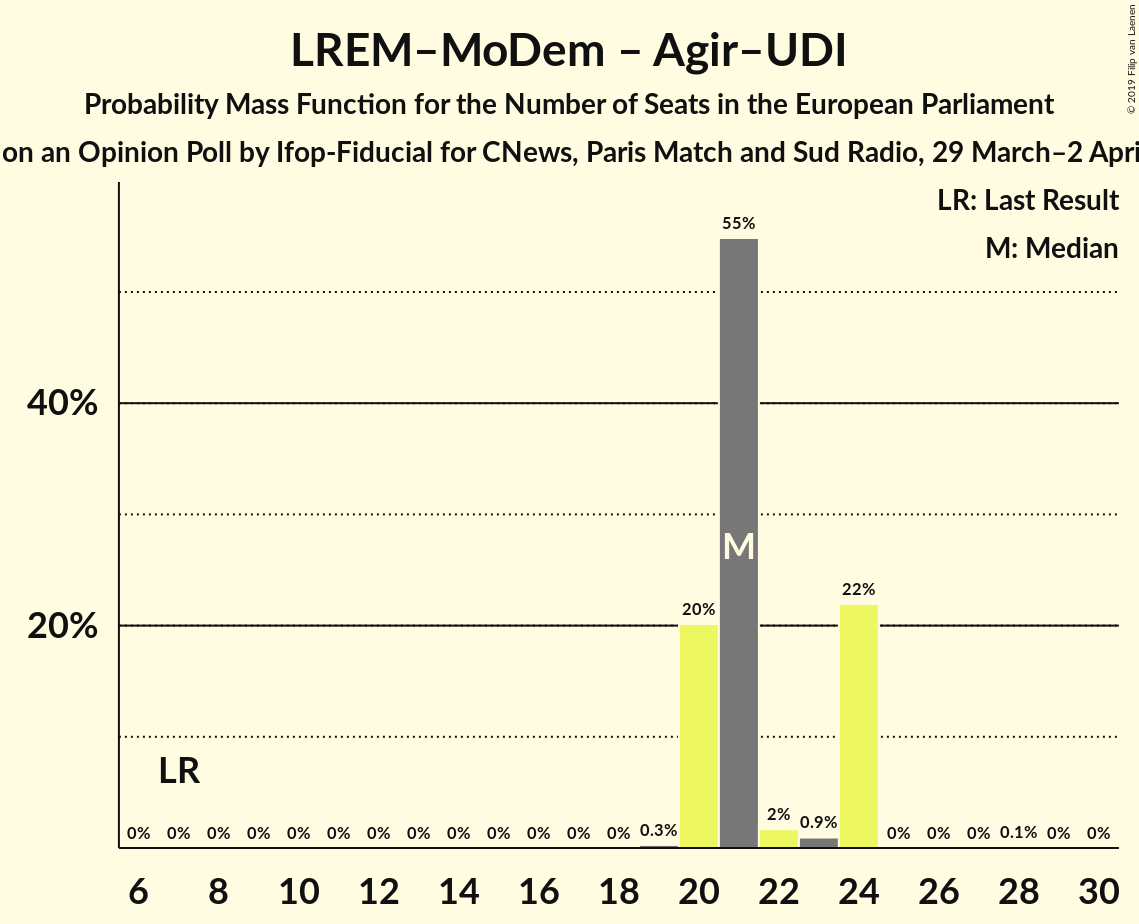 LREM–MoDem – Agir–UDI
Probability Mass Function for the Number of Seats in the European Parliament
on an Opinion Poll by Ifop-Fiducial for CNews, Paris Match and Sud Radio, 29 March–2 Apri
© 2019 Filip van Laenen
LR: Last Result
M: Median
55%
40%
M
22%
20%
20%
LR
0% 0% 0% 0% 0% 0% 0% 0% 0% 0% 0% 0% 0% 0.3% 2% 0.9% 0% 0% 0% 0.1% 0% 0%
6 8 10 12 14 16 18 20 22 24 26 28 30